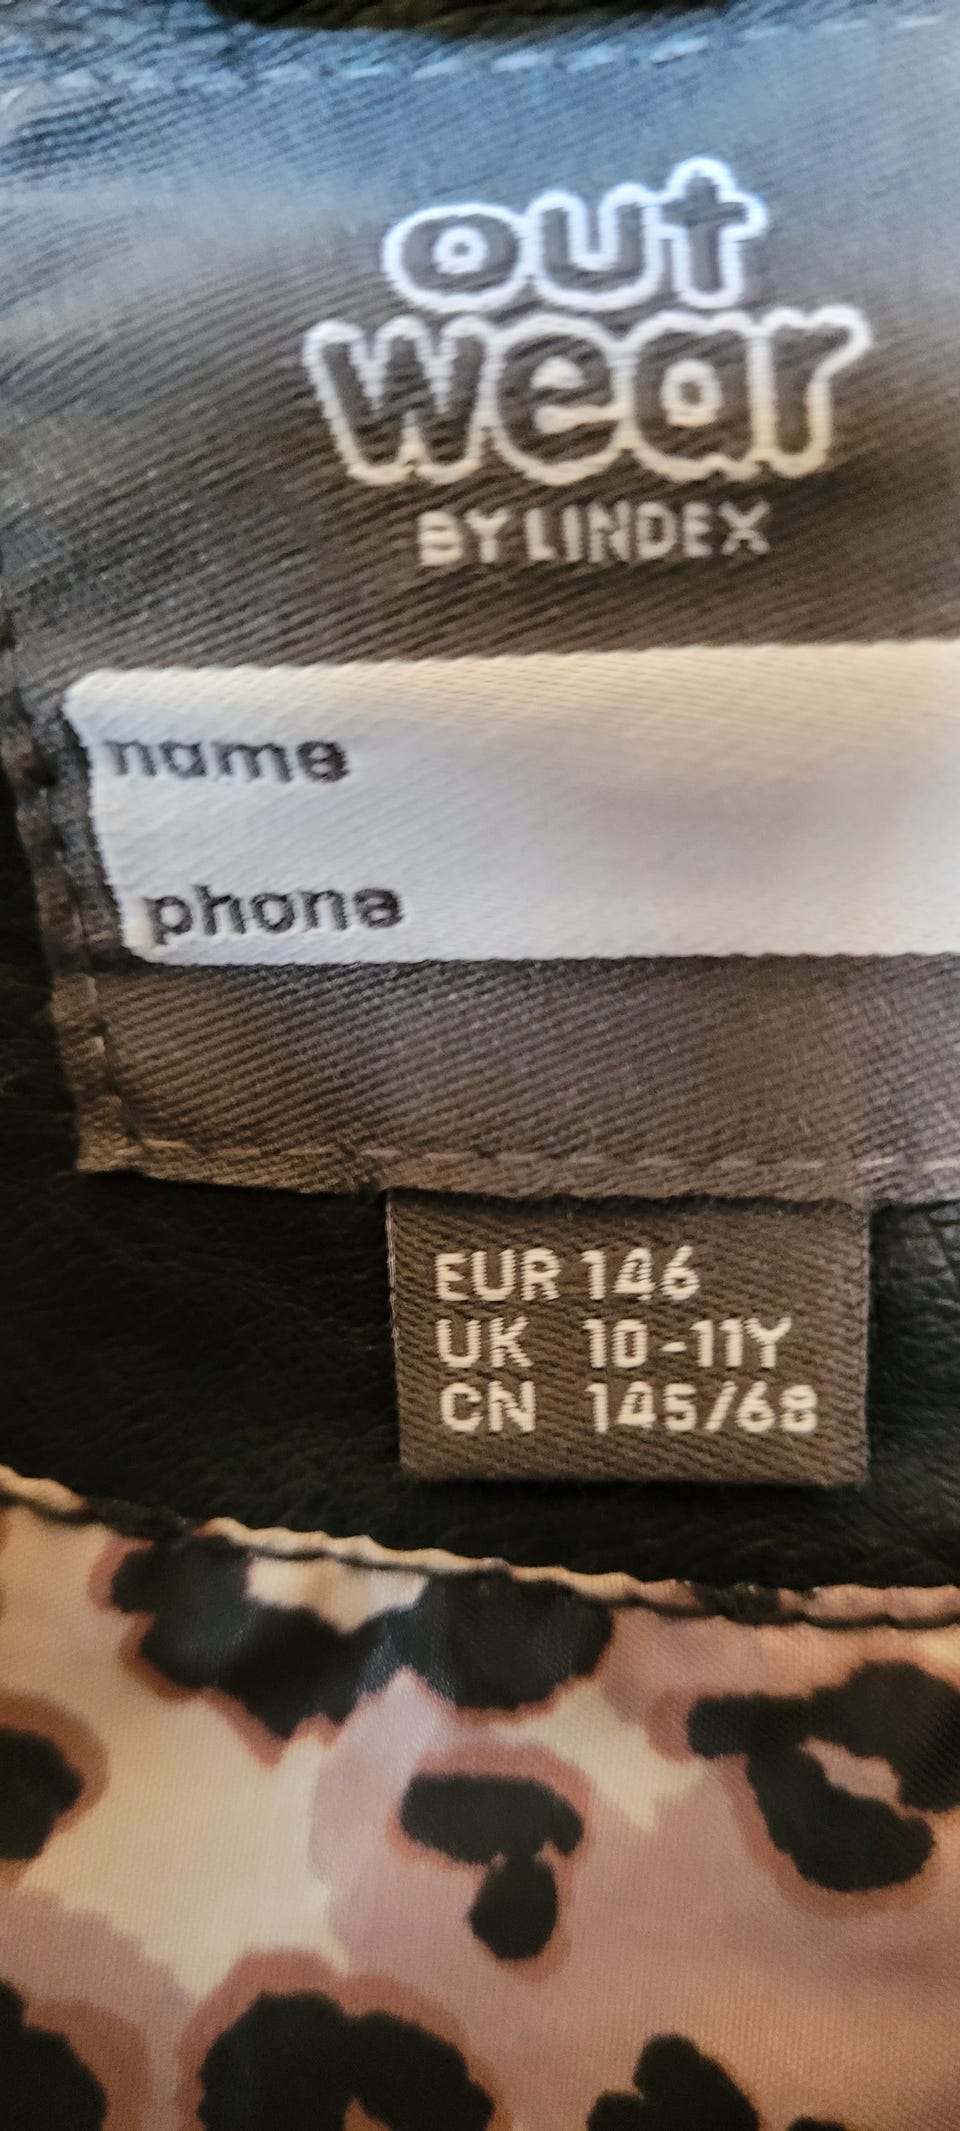 out
wear
BY LINDEX
name
phone
EUR 146
UK 10-11Y
CN 145/68